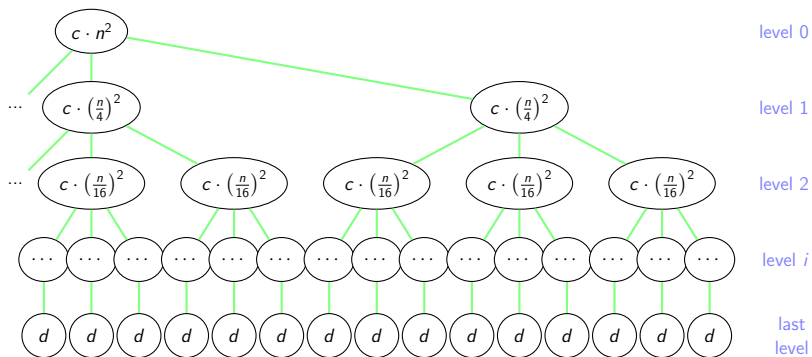 c · n² level 0
... c · (n/4)² c · (n/4)² level 1
... c · (n/16)² c · (n/16)² c · (n/16)² c · (n/16)² c · (n/16)² level 2
··· ··· ··· ··· ··· ··· ··· ··· ··· ··· ··· ··· ··· ··· ··· level i
d d d d d d d d d d d d d d d last
level